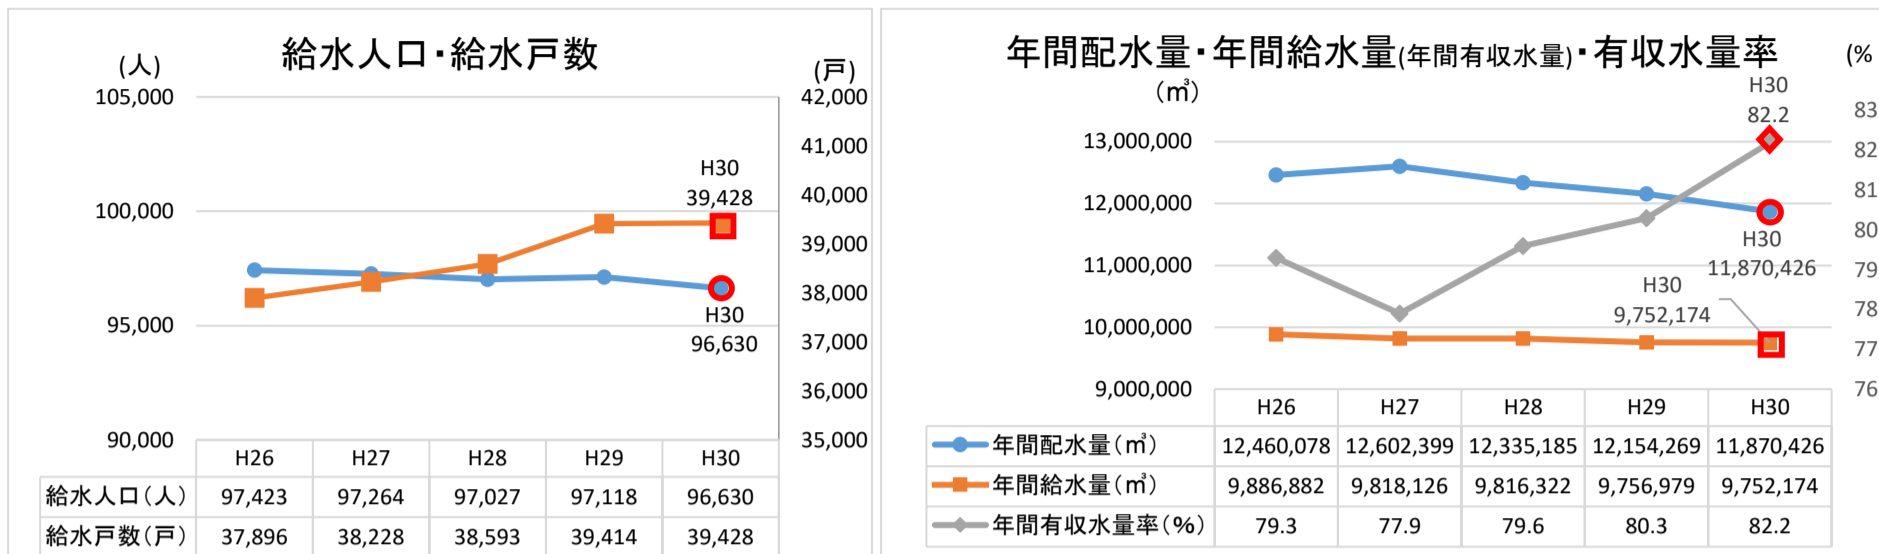 給水人口・給水戸数
(人)
(戸)
105,000
100,000
95,000
90,000
42,000
41,000
40,000
39,000
38,000
37,000
36,000
35,000
H30
39,428
H30
96,630
H26 H27 H28 H29 H30
給水人口(人) 97,423 97,264 97,027 97,118 96,630
給水戸数(戸) 37,896 38,228 38,593 39,414 39,428
年間配水量・年間給水量(年間有収水量)・有収水量率
(㎥)
(%
13,000,000
12,000,000
11,000,000
10,000,000
9,000,000
83
82
81
80
79
78
77
76
H30
82.2
H30
11,870,426
H30
9,752,174
H26 H27 H28 H29 H30
年間配水量(㎥) 12,460,078 12,602,399 12,335,185 12,154,269 11,870,426
年間給水量(㎥) 9,886,882 9,818,126 9,816,322 9,756,979 9,752,174
年間有収水量率(%) 79.3 77.9 79.6 80.3 82.2